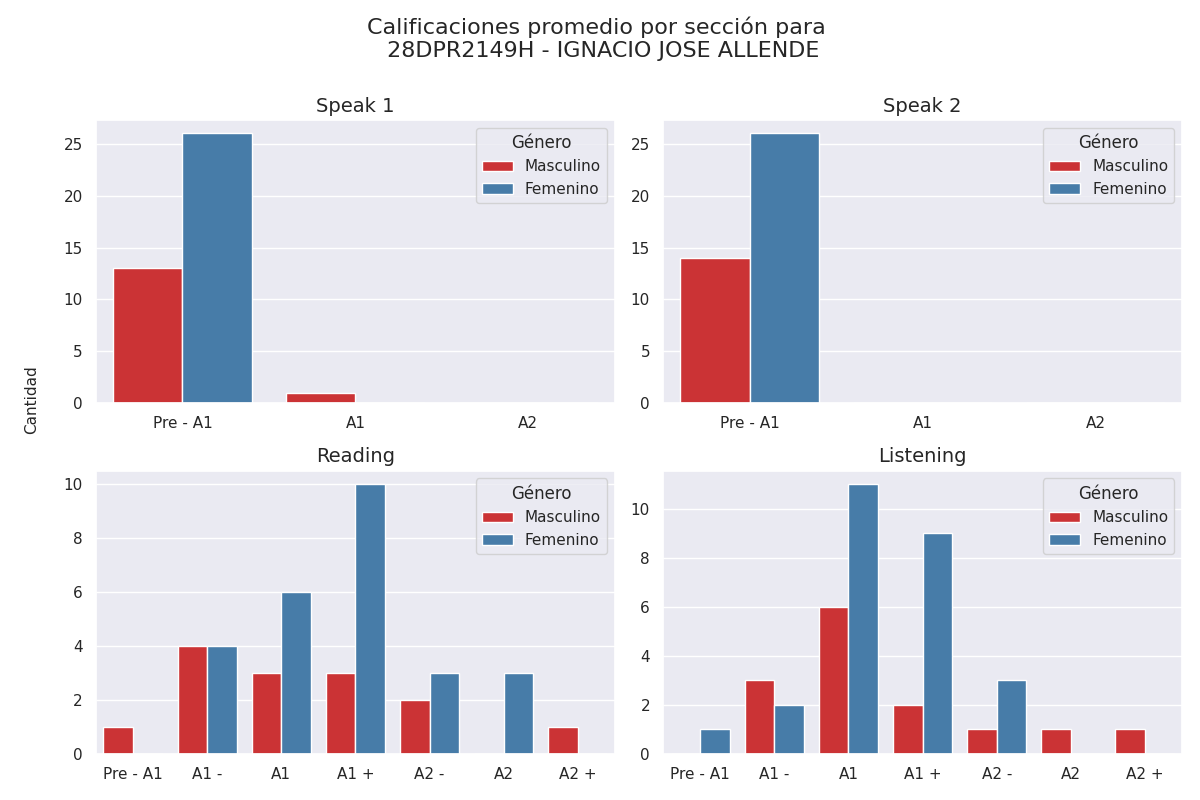 Calificaciones promedio por sección para
28DPR2149H - IGNACIO JOSE ALLENDE
Speak 1
25
20
15
10
5
0
Pre - A1
A1
A2
Género
Masculino
Femenino
Speak 2
25
20
15
10
5
0
Pre - A1
A1
A2
Género
Masculino
Femenino
Cantidad
Reading
10
8
6
4
2
0
Pre - A1
A1 -
A1
A1 +
A2 -
A2
A2 +
Género
Masculino
Femenino
Listening
10
8
6
4
2
0
Pre - A1
A1 -
A1
A1 +
A2 -
A2
A2 +
Género
Masculino
Femenino